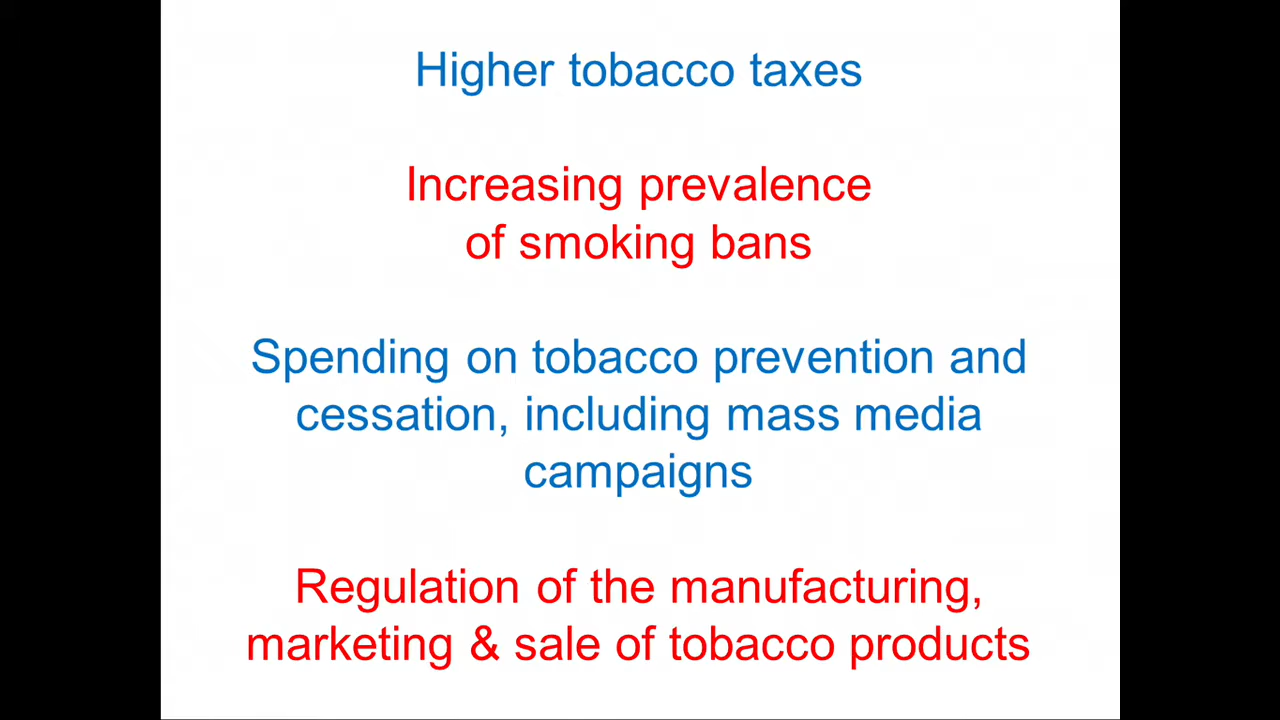 Higher tobacco taxes
Increasing prevalence
of smoking bans
Spending on tobacco prevention and
cessation, including mass media
campaigns
Regulation of the manufacturing,
marketing & sale of tobacco products